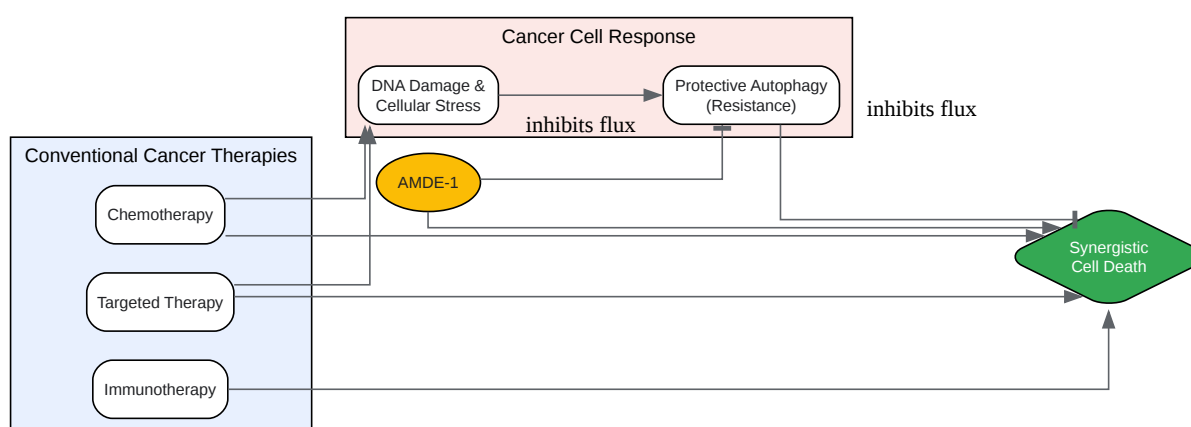 Cancer Cell Response
DNA Damage &
Cellular Stress
Protective Autophagy
(Resistance)
inhibits flux
inhibits flux
Conventional Cancer Therapies
AMDE-1
Chemotherapy
Synergistic
Cell Death
Targeted Therapy
Immunotherapy